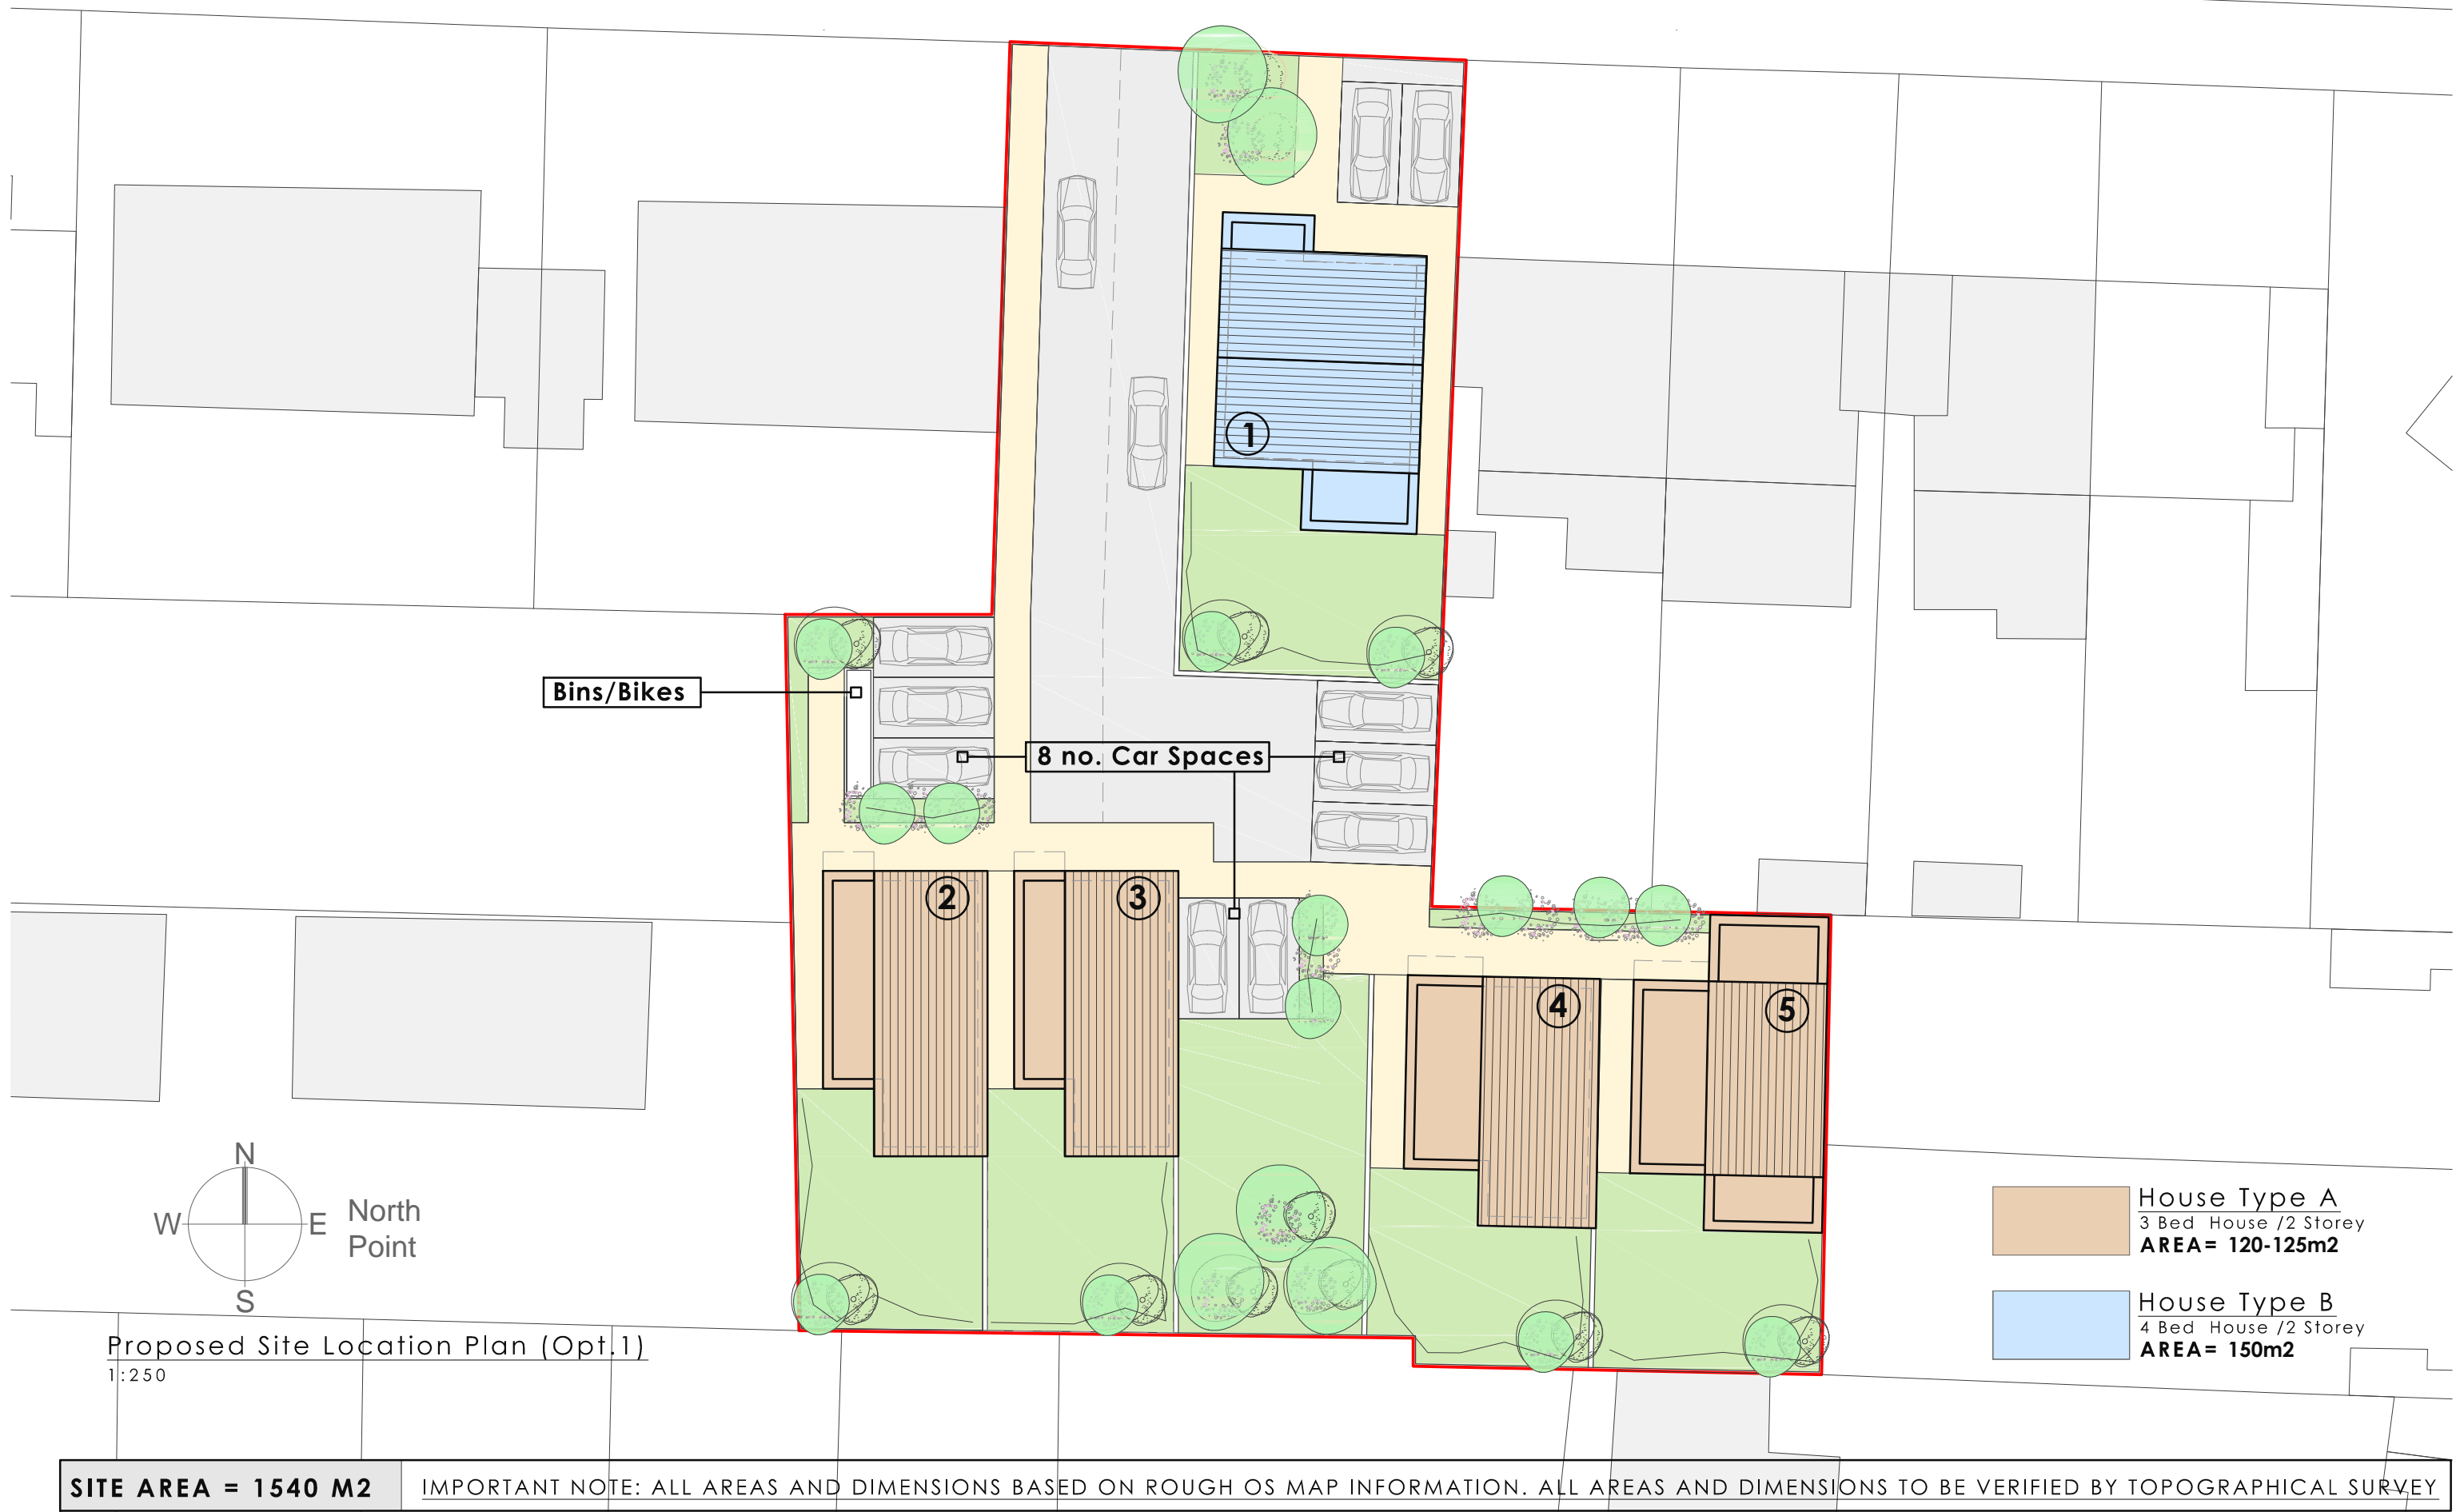 1
Bins/Bikes
8 no. Car Spaces
2
3
4
5
N
W
E
S
North
Point
House Type A
3 Bed House /2 Storey
AREA= 120-125m2
House Type B
4 Bed House /2 Storey
AREA= 150m2
Proposed Site Location Plan (Opt.1)
1:250
SITE AREA = 1540 M2
IMPORTANT NOTE: ALL AREAS AND DIMENSIONS BASED ON ROUGH OS MAP INFORMATION. ALL AREAS AND DIMENSIONS TO BE VERIFIED BY TOPOGRAPHICAL SURVEY